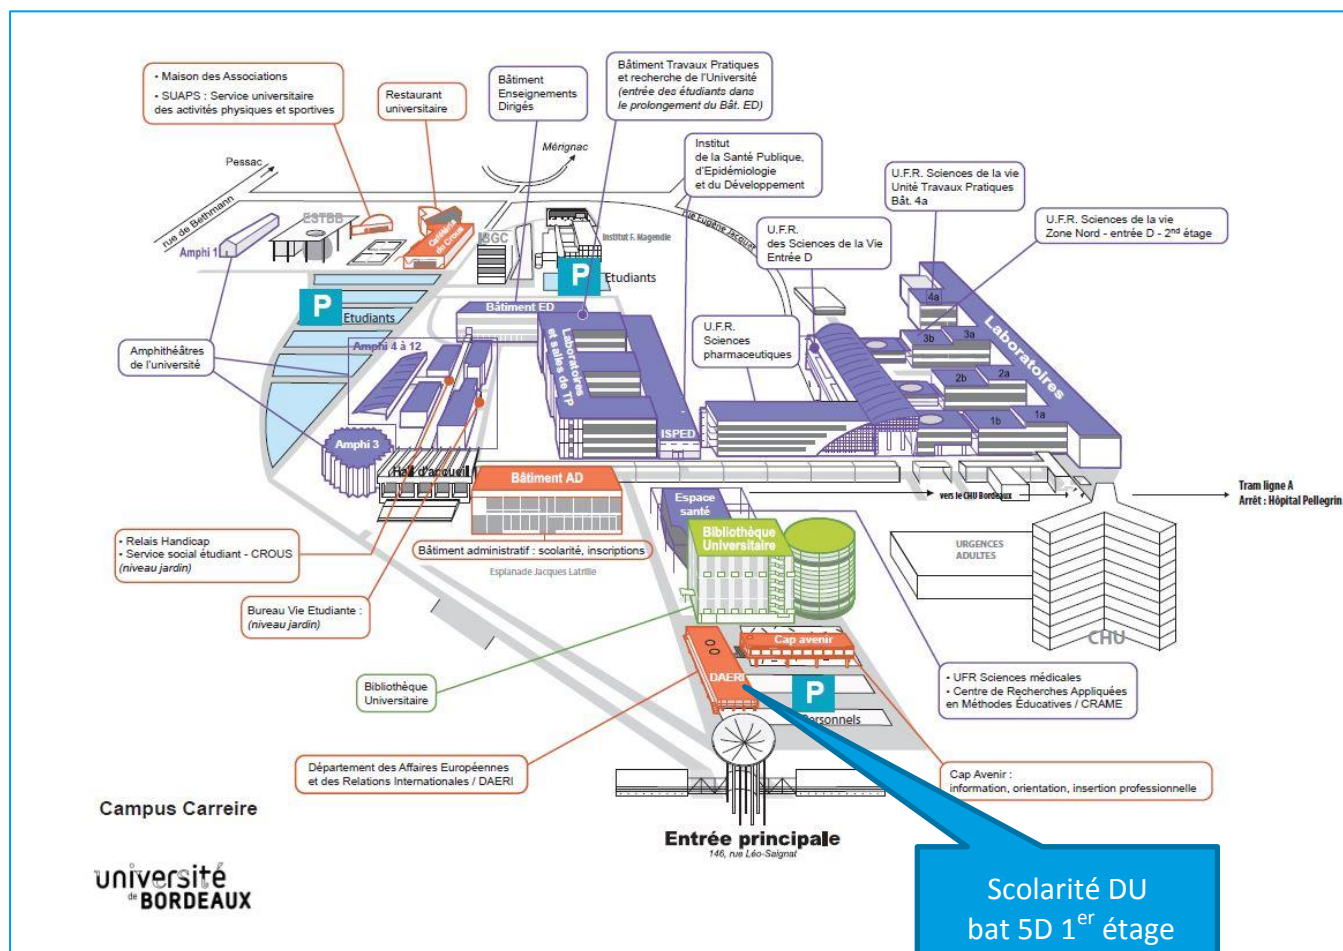 • Maison des Associations
• SUAPS : Service universitaire
des activités physiques et sportives
Restaurant
universitaire
Bâtiment
Enseignements
Dirigés
Bâtiment Travaux Pratiques
et recherche de l'Université
(entrée des étudiants dans
le prolongement du Bât. ED)
Institut
de la Santé Publique,
d'Epidémiologie
et du Développement
U.F.R. Sciences de la vie
Unité Travaux Pratiques
Bât. 4a
U.F.R. Sciences de la vie
Zone Nord - entrée D - 2nd étage
U.F.R.
des Sciences de la Vie
Entrée D
Pessac
Mérignac
rue de Bethmann
rue Eugène Jacquet
ESTBB
Amphi 1
Cafétéria
du Crous
ISGC
Institut F. Magendie
P
Etudiants
P
Etudiants
Bâtiment ED
Laboratoires
et salles de TP
U.F.R.
Sciences
pharmaceutiques
4a
3b
3a
2b
2a
1b
1a
Laboratoires
Amphithéâtres
de l'université
Amphi 4 à 12
Amphi 3
ISPED
Hall d'accueil
Bâtiment AD
Espace
santé
vers le CHU Bordeaux
Tram ligne A
Arrêt : Hôpital Pellegrin
• Relais Handicap
• Service social étudiant - CROUS
(niveau jardin)
Bâtiment administratif : scolarité, inscriptions
Esplanade Jacques Latrille
Bibliothèque
Universitaire
URGENCES
ADULTES
CHU
Bureau Vie Etudiante :
(niveau jardin)
Cap avenir
DAERI
P
Personnels
Bibliothèque
Universitaire
• UFR Sciences médicales
• Centre de Recherches Appliquées
en Méthodes Éducatives / CRAME
Département des Affaires Européennes
et des Relations Internationales / DAERI
Cap Avenir :
information, orientation, insertion professionnelle
Campus Carreire
Entrée principale
146, rue Léo-Saignat
université
de BORDEAUX
Scolarité DU
bat 5D 1er étage